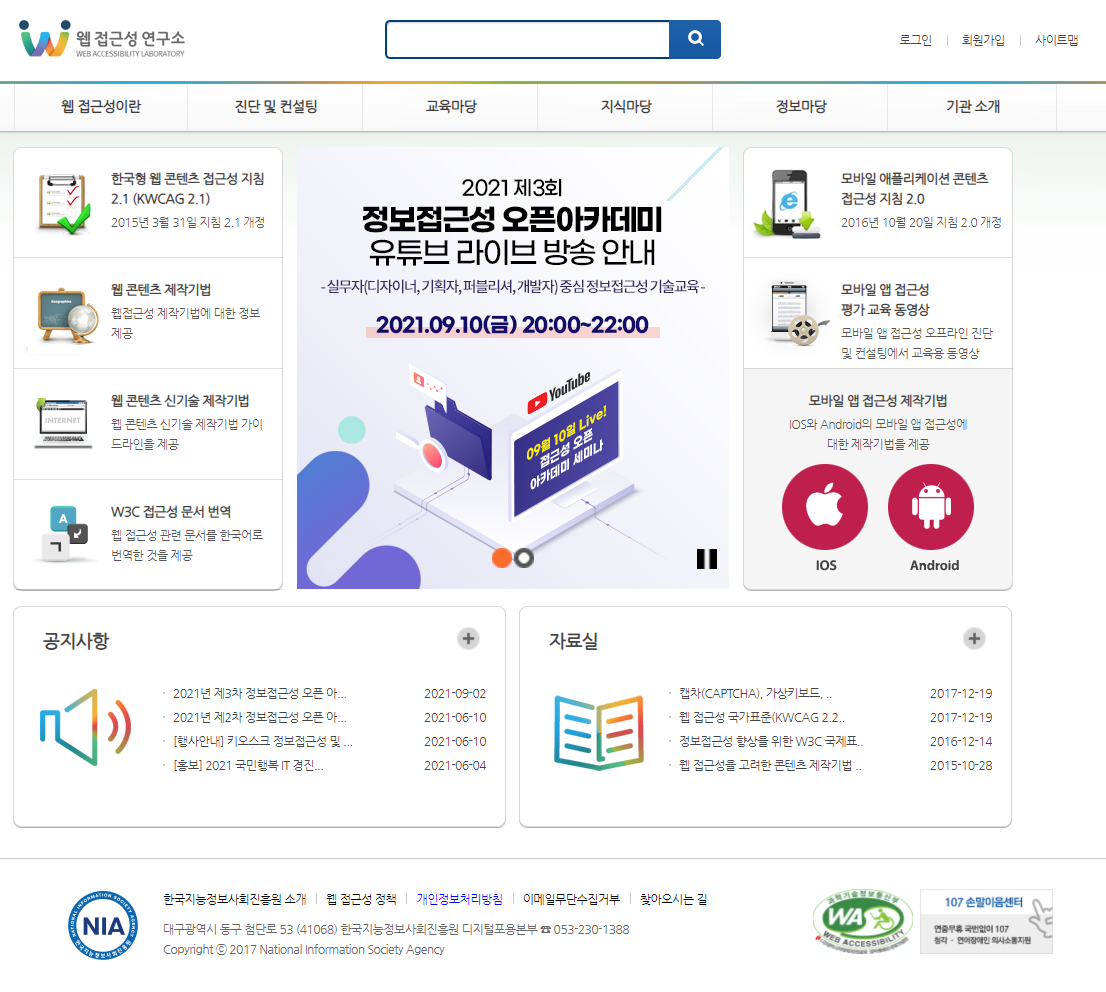 웹 접근성 연구소
WEB ACCESSIBILITY LABORATORY
로그인
회원가입
사이트맵
웹 접근성이란
진단 및 컨설팅
교육마당
지식마당
정보마당
기관 소개
한국형 웹 콘텐츠 접근성 지침
2.1 (KWCAG 2.1)
2015년 3월 31일 지침 2.1 개정
웹 콘텐츠 제작기법
웹접근성 제작기법에 대한 정보
제공
웹 콘텐츠 신기술 제작기법
웹 콘텐츠 신기술 제작기법 가이
드라인을 제공
INTERNET
W3C 접근성 문서 번역
웹 접근성 관련 문서를 한국어로
번역한 것을 제공
A
ㄱ
2021 제3회
정보접근성 오픈아카데미
유튜브 라이브 방송 안내
- 실무자(디자이너, 기획자, 퍼블리셔, 개발자) 중심 정보접근성 기술교육 -
2021.09.10(금) 20:00~22:00
YouTube
09월 10일 Live!
접근성 오픈
아카데미 세미나
모바일 애플리케이션 콘텐츠
접근성 지침 2.0
2016년 10월 20일 지침 2.0 개정
모바일 앱 접근성
평가 교육 동영상
모바일 앱 접근성 오프라인 진단
및 컨설팅에서 교육용 동영상
모바일 앱 접근성 제작기법
IOS와 Android의 모바일 앱 접근성에
대한 제작기법을 제공
IOS
Android
공지사항
2021년 제3차 정보접근성 오픈 아... 2021-09-02
2021년 제2차 정보접근성 오픈 아... 2021-06-10
[행사안내] 키오스크 정보접근성 및 ... 2021-06-10
[홍보] 2021 국민행복 IT 경진... 2021-06-04
자료실
캡차(CAPTCHA), 가상키보드, .. 2017-12-19
웹 접근성 국가표준(KWCAG 2.2.. 2017-12-19
정보접근성 향상을 위한 W3C 국제표.. 2016-12-14
웹 접근성을 고려한 콘텐츠 제작기법 .. 2015-10-28
NATIONAL INFORMATION SOCIETY AGENCY
NIA
한국지능정보사회진흥원
한국지능정보사회진흥원 소개
웹 접근성 정책
개인정보처리방침
이메일무단수집거부
찾아오시는 길
대구광역시 동구 첨단로 53 (41068) 한국지능정보사회진흥원 디지털포용본부 ☎ 053-230-1388
Copyright ⓒ 2017 National Information Society Agency
과학기술정보통신부
WA
WEB ACCESSIBILITY
107 손말이음센터
연중무휴 국번없이 107
청각 · 언어장애인 의사소통지원